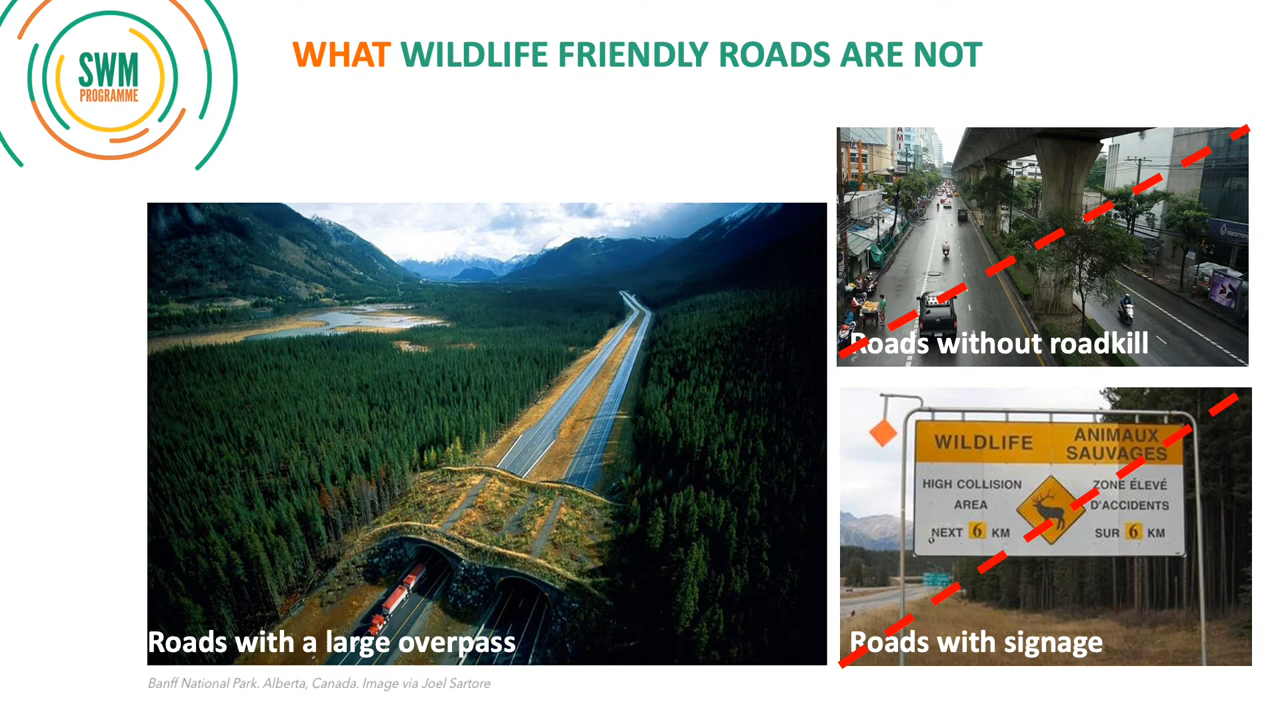 SWM
PROGRAMME
WHAT WILDLIFE FRIENDLY ROADS ARE NOT
Roads without roadkill
WILDLIFE
ANIMAUX
SAUVAGES
HIGH COLLISION
AREA
NEXT 6 KM
ZONE ÉLEVÉ
D'ACCIDENTS
SUR 6 KM
Roads with a large overpass
Roads with signage
Banff National Park. Alberta, Canada. Image via Joel Sartore